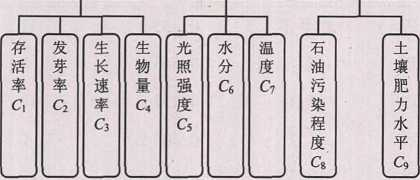 存活率C₁
发芽率C₂
生长速率C₃
生物量C₄
光照强度C₅
水分C₆
温度C₇
石油污染程度C₈
土壤肥力水平C₉